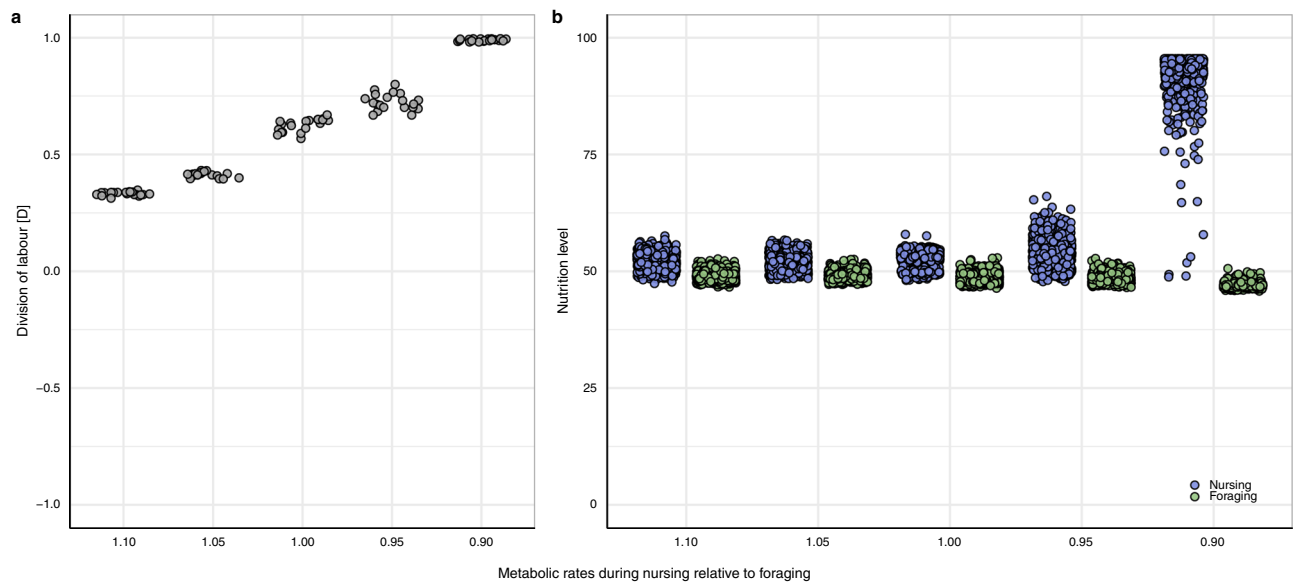 a
b
Division of labour [D]
1.0
0.5
0.0
−0.5
−1.0
1.10 1.05 1.00 0.95 0.90
Nutrition level
100
75
50
25
0
Nursing
Foraging
1.10 1.05 1.00 0.95 0.90
Metabolic rates during nursing relative to foraging